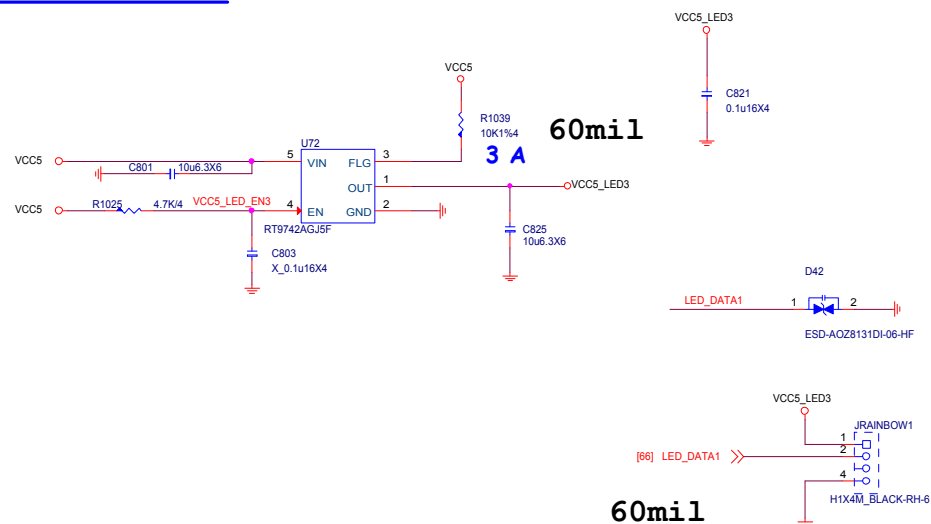 VCC5_LED3
C821
0.1u16X4
VCC5
R1039
10K1%4
60mil
3 A
U72
VCC5
C801
10u6.3X6
5
VIN
FLG
3
OUT
1
VCC5_LED3
VCC5
R1025
4.7K/4
VCC5_LED_EN3
4
EN
GND
2
RT9742AGJ5F
C825
10u6.3X6
C803
X_0.1u16X4
D42
LED_DATA1
1
2
ESD-AOZ8131DI-06-HF
VCC5_LED3
JRAINBOW1
1
[66] LED_DATA1
2
4
H1X4M_BLACK-RH-6
60mil